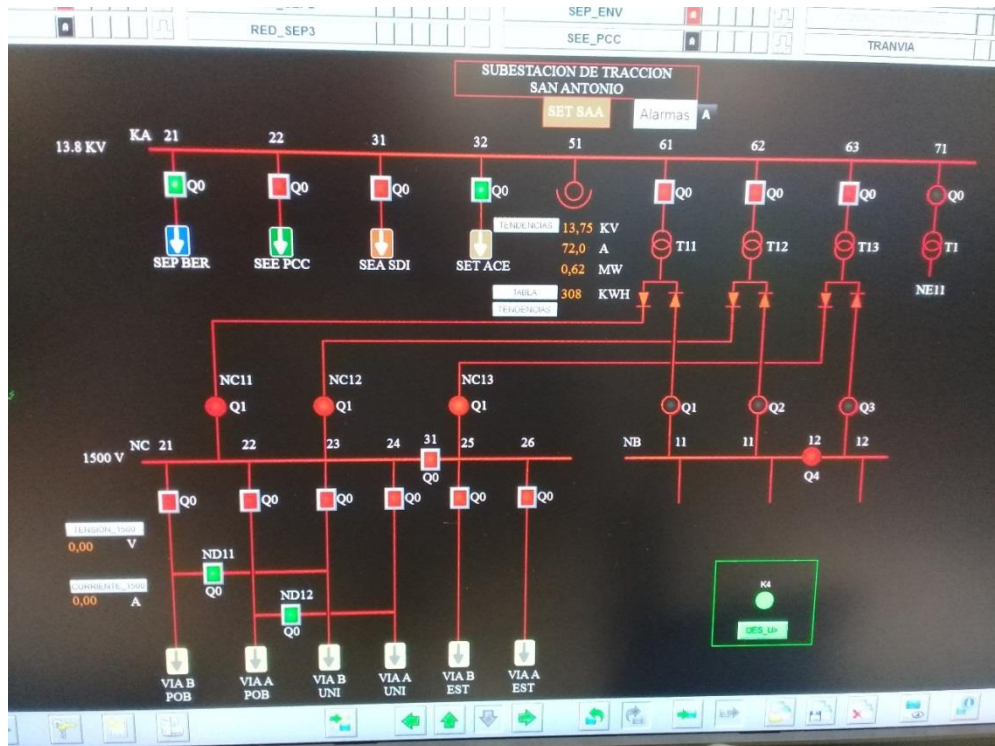 SEP_ENV
RED_SEP3
SEE_PCC
TRANVIA
SUBESTACION DE TRACCION
SAN ANTONIO
SET SAA
Alarmas A
KA 21 22 31 32 51 61 62 63 71
13.8 KV
Q0 Q0 Q0 Q0 Q0 Q0 Q0 Q0
TENDENCIAS 13,75 KV
T11 T12 T13 T1
72,0 A
SEP BER SEE PCC SEA SDI SET ACE
0,62 MW
NE11
TABLA 308 KWH
TENDENCIAS
NC11 NC12 NC13
Q1 Q1 Q1 Q1 Q2 Q3
NC 21 22 23 24 31 25 26 NB 11 11 12 12
1500 V
Q0 Q4
Q0 Q0 Q0 Q0 Q0 Q0
TENSION_1500
0,00 V
ND11
Q0
CORRIENTE_1500
0,00 A
ND12
Q0
K4
DES_U>
VIA B POB
VIA A POB
VIA B UNI
VIA A UNI
VIA B EST
VIA A EST